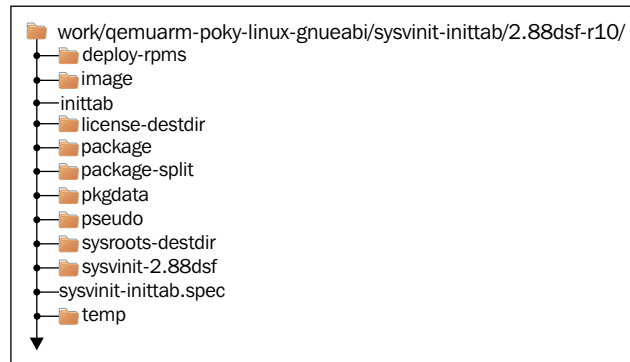 work/qemuarm-poky-linux-gnueabi/sysvinit-inittab/2.88dsf-r10/
deploy-rpms
image
inittab
license-destdir
package
package-split
pkgdata
pseudo
sysroots-destdir
sysvinit-2.88dsf
sysvinit-inittab.spec
temp